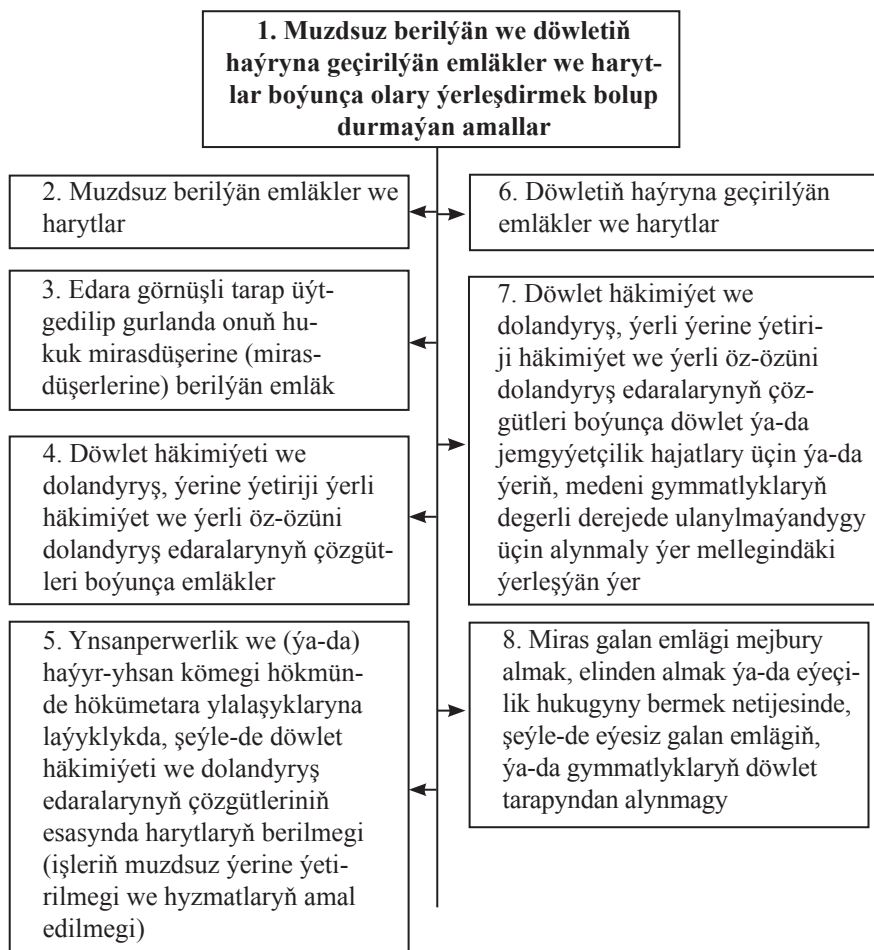 1. Muzdsuz berilýän we döwletiň
haýryna geçirilýän emläkler we haryt-
lar boýunça olary ýerleşdirmek bolup
durmaýan amallar
2. Muzdsuz berilýän emläkler we
harytlar
3. Edara görnüşli tarap üýt-
gedilip gurlanda onuň hu-
kuk mirasdüşerine (miras-
düşerlerine) berilýän emläk
4. Döwlet häkimiýeti we
dolandyryş, ýerine ýetiriji ýerli
häkimiýet we ýerli öz-özüni
dolandyryş edaralarynyň çözgüt-
leri boýunça emläkler
5. Ynsanperwerlik we (ýa-da)
haýyr-yhsan kömegi hökmün-
de hökümetara ylalaşyklaryna
laýyklykda, şeýle-de döwlet
häkimiýeti we dolandyryş
edaralarynyň çözgütleriniň
esasynda harytlaryň berilmegi
(işleriň muzdsuz ýerine ýeti-
rilmegi we hyzmatlaryň amal
edilmegi)
6. Döwletiň haýryna geçirilýän
emläkler we harytlar
7. Döwlet häkimiýet we
dolandyryş, ýerli ýerine ýetiri-
ji häkimiýet we ýerli öz-özüni
dolandyryş edaralarynyň çöz-
gütleri boýunça döwlet ýa-da
jemgyýetçilik hajatlary üçin ýa-da
ýeriň, medeni gymmatlyklaryň
degerli derejede ulanylmaýandygy
üçin alynmaly ýer mellegindäki
ýerleşýän ýer
8. Miras galan emlägi mejbury
almak, elinden almak ýa-da eýeçi-
lik hukugyny bermek netijesinde,
şeýle-de eýesiz galan emlägiň,
ýa-da gymmatlyklaryň döwlet
tarapyndan alynmagy